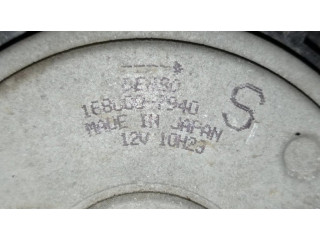 DENSO
168000-7940
MADE IN JAPAN
12V 10H23
S